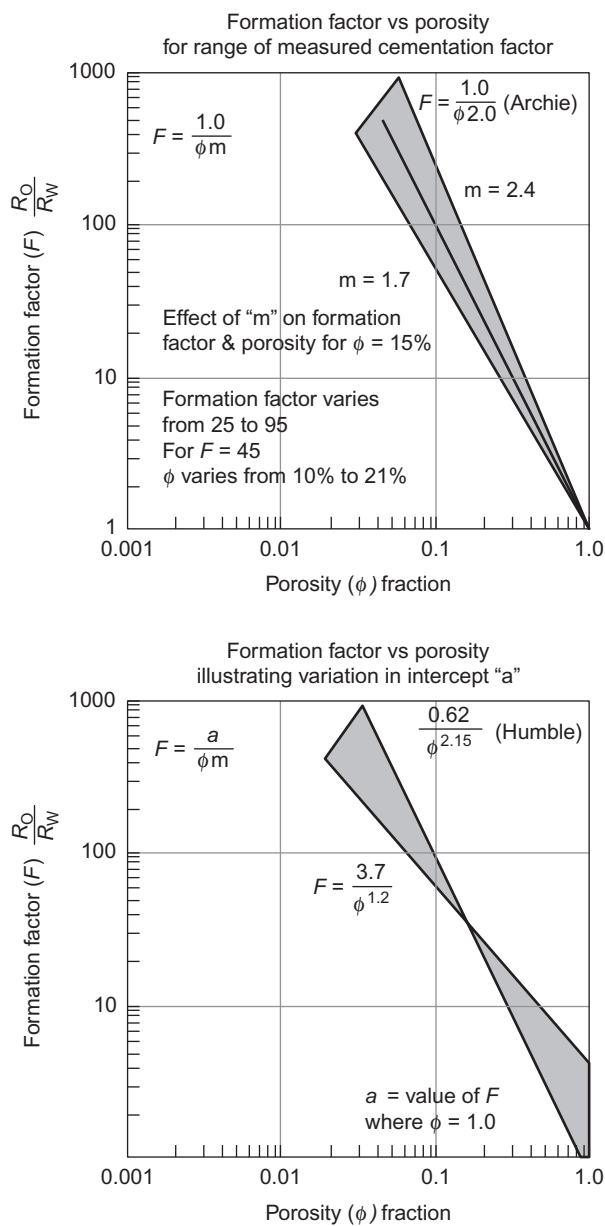 Formation factor vs porosity
for range of measured cementation factor
1000
100
10
1
0.001
0.01
0.1
1.0
Formation factor (F) RO/RW
Porosity (ϕ) fraction
F = 1.0/ϕm
F = 1.0/ϕ2.0 (Archie)
m = 2.4
m = 1.7
Effect of “m” on formation
factor & porosity for ϕ = 15%
Formation factor varies
from 25 to 95
For F = 45
ϕ varies from 10% to 21%
Formation factor vs porosity
illustrating variation in intercept “a”
1000
100
10
0.001
0.01
0.1
1.0
Formation factor (F) RO/RW
Porosity (ϕ) fraction
F = a/ϕm
0.62/ϕ^2.15 (Humble)
F = 3.7/ϕ^1.2
a = value of F
where ϕ = 1.0